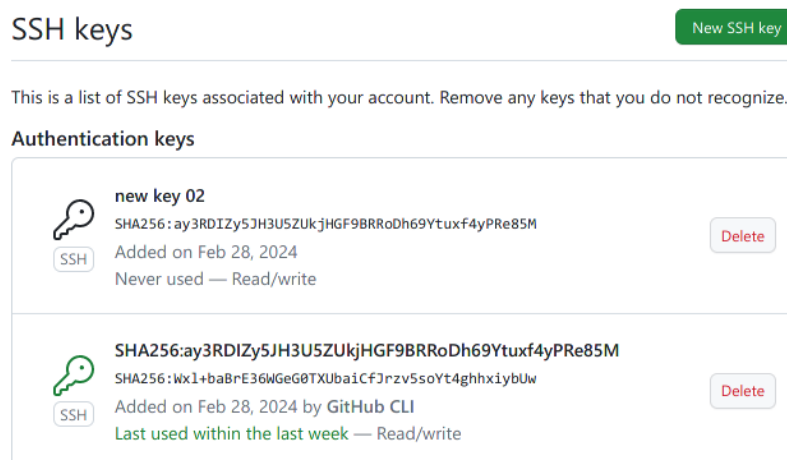 SSH keys
New SSH key
This is a list of SSH keys associated with your account. Remove any keys that you do not recognize.
Authentication keys
new key 02
SHA256:ay3RDIZy5JH3U5ZUkjHGF9BRRoDh69Ytuxf4yPRe85M
SSH
Added on Feb 28, 2024
Never used — Read/write
Delete
SHA256:ay3RDIZy5JH3U5ZUkjHGF9BRRoDh69Ytuxf4yPRe85M
SHA256:Wxl+baBrE36WGeG0TXUbaiCfJrzv5soYt4ghhxiybUw
SSH
Added on Feb 28, 2024 by GitHub CLI
Last used within the last week — Read/write
Delete